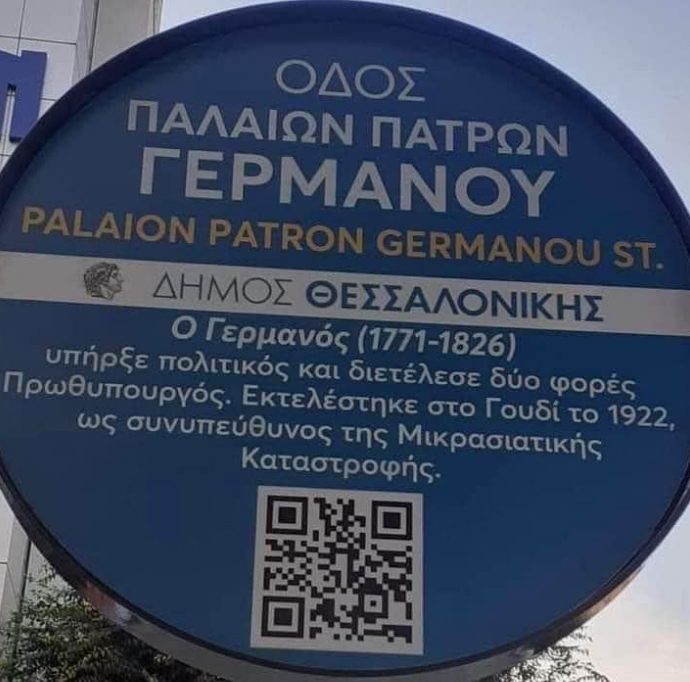 ΟΔΟΣ
ΠΑΛΑΙΩΝ ΠΑΤΡΩΝ
ΓΕΡΜΑΝΟΥ
PALAION PATRON GERMANOU ST.
ΔΗΜΟΣ ΘΕΣΣΑΛΟΝΙΚΗΣ
Ο Γερμανός (1771-1826)
υπήρξε πολιτικός και διετέλεσε δύο φορές
Πρωθυπουργός. Εκτελέστηκε στο Γουδί το 1922,
ως συνυπεύθυνος της Μικρασιατικής
Καταστροφής.